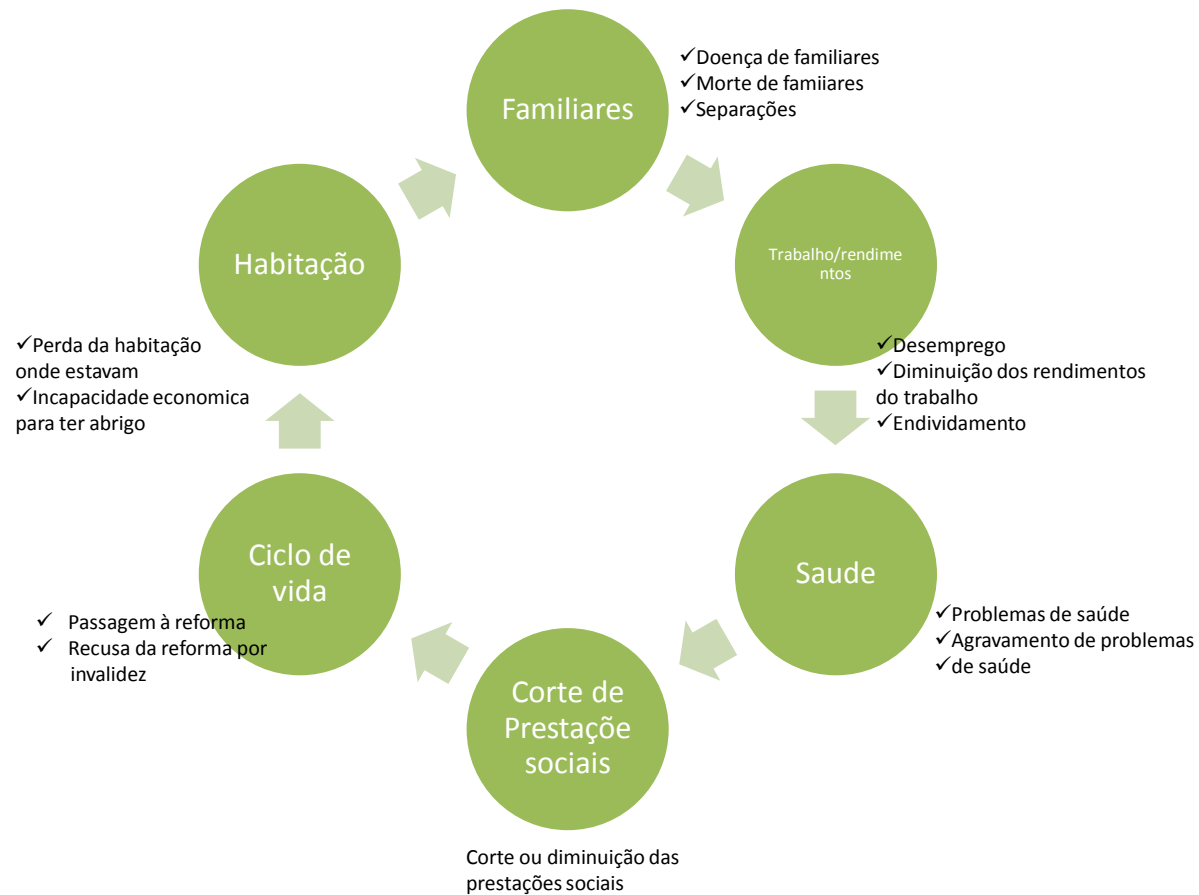 Familiares
✓Doença de familiares
✓Morte de famiiares
✓Separações
Trabalho/rendime
ntos
✓Desemprego
✓Diminuição dos rendimentos
do trabalho
✓Endividamento
Saude
✓Problemas de saúde
✓Agravamento de problemas
✓de saúde
Corte de
Prestaçõe
sociais
Corte ou diminuição das
prestações sociais
Ciclo de
vida
✓ Passagem à reforma
✓ Recusa da reforma por
invalidez
Habitação
✓Perda da habitação
onde estavam
✓Incapacidade economica
para ter abrigo